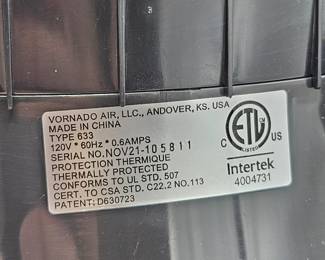 VORNADO AIR, LLC., ANDOVER, KS. USA
MADE IN CHINA
TYPE 633
120V * 60Hz * 0.6AMPS
SERIAL NO. NOV21-105811
PROTECTION THERMIQUE
THERMALLY PROTECTED
CONFORMS TO UL STD. 507
CERT. TO CSA STD. C22.2 NO.113
PATENT: D630723
C ETL US
LISTED
Intertek
4004731